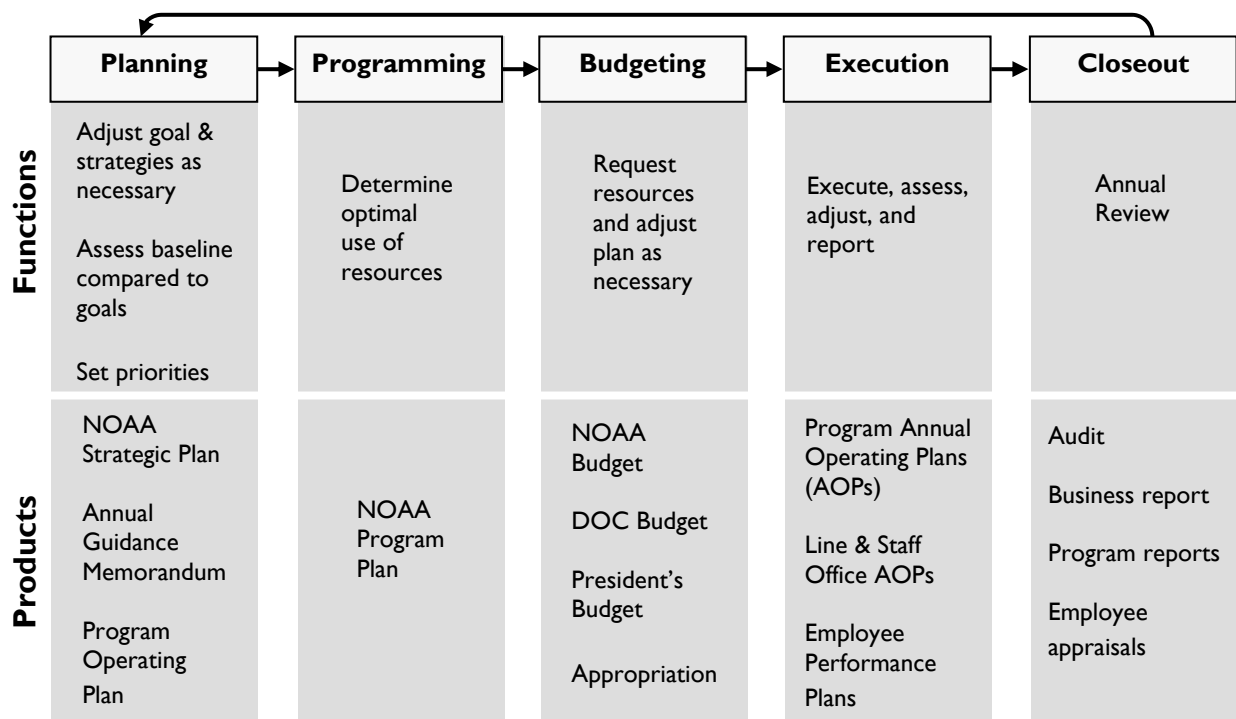 Planning
Programming
Budgeting
Execution
Closeout
Functions
Adjust goal &
strategies as
necessary
Assess baseline
compared to
goals
Set priorities
Determine
optimal
use of
resources
Request
resources
and adjust
plan as
necessary
Execute, assess,
adjust, and
report
Annual
Review
Products
NOAA
Strategic Plan
Annual
Guidance
Memorandum
Program
Operating
Plan
NOAA
Program
Plan
NOAA
Budget
DOC Budget
President’s
Budget
Appropriation
Program Annual
Operating Plans
(AOPs)
Line & Staff
Office AOPs
Employee
Performance
Plans
Audit
Business report
Program reports
Employee
appraisals